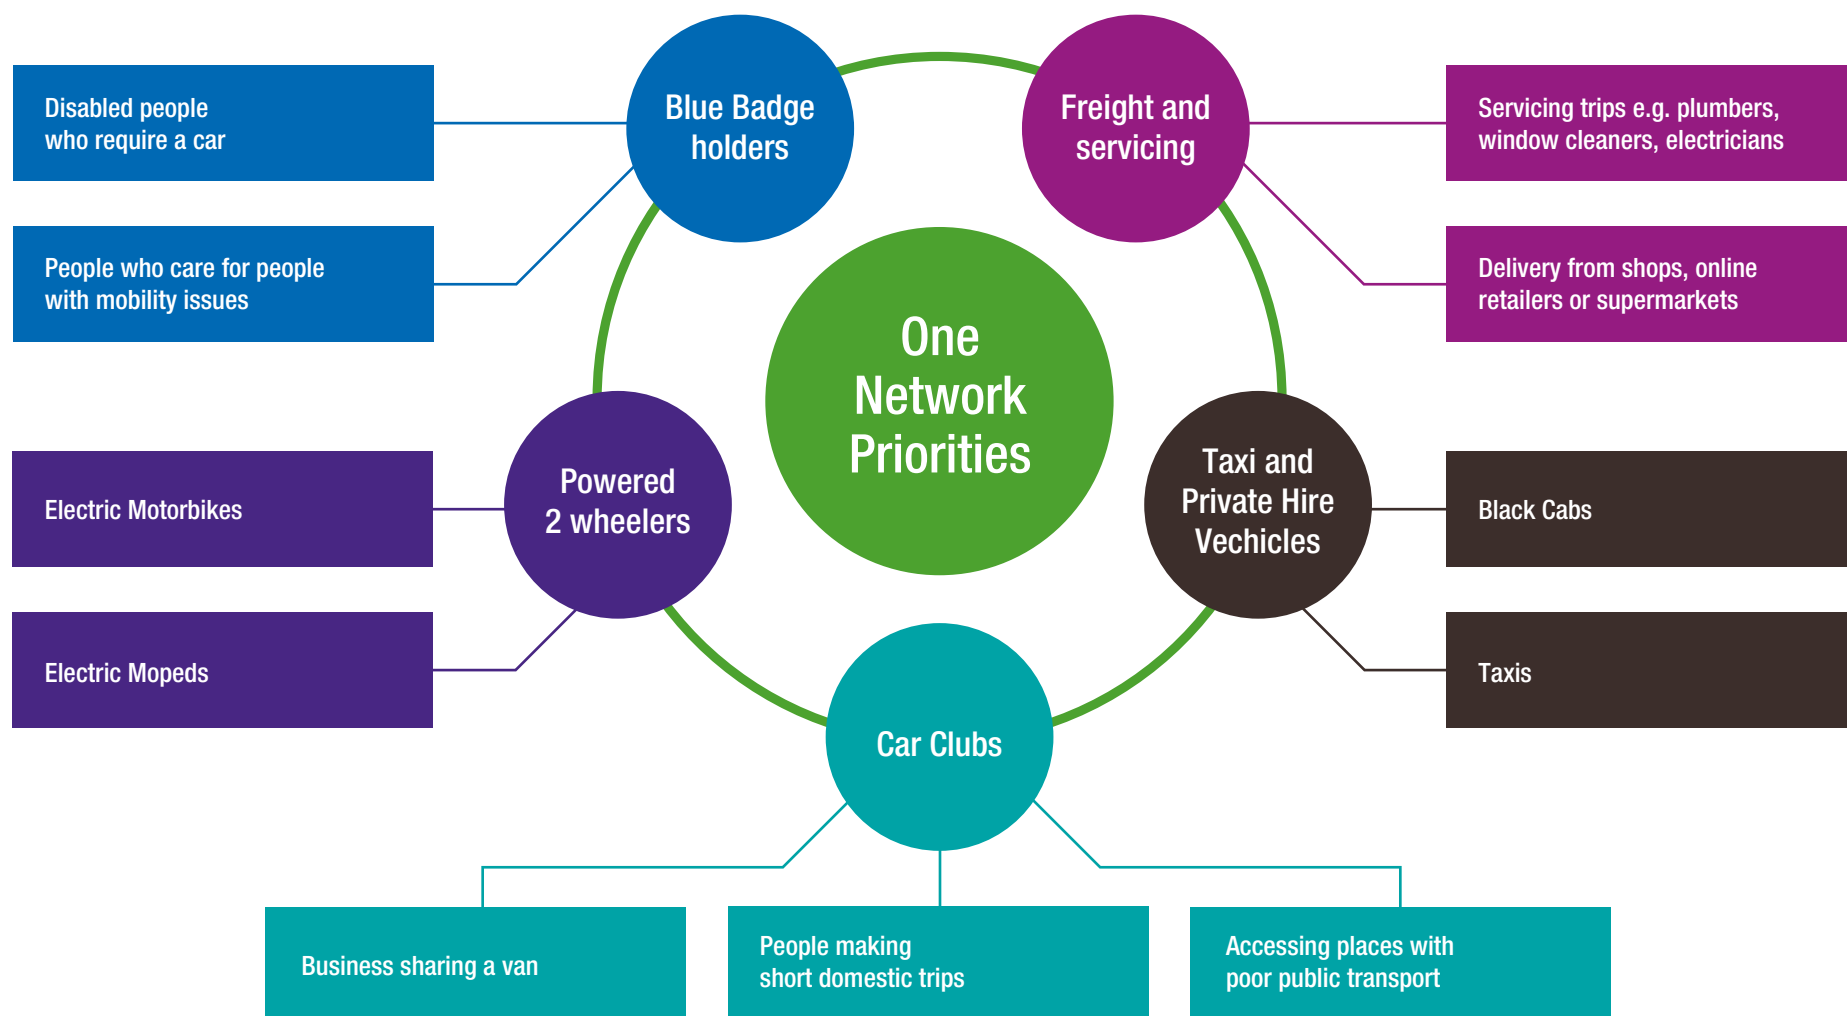 Blue Badge
holders
Freight and
servicing
Disabled people
who require a car
Servicing trips e.g. plumbers,
window cleaners, electricians
People who care for people
with mobility issues
Delivery from shops, online
retailers or supermarkets
One
Network
Priorities
Powered
2 wheelers
Taxi and
Private Hire
Vechicles
Electric Motorbikes
Black Cabs
Electric Mopeds
Taxis
Car Clubs
Business sharing a van
People making
short domestic trips
Accessing places with
poor public transport